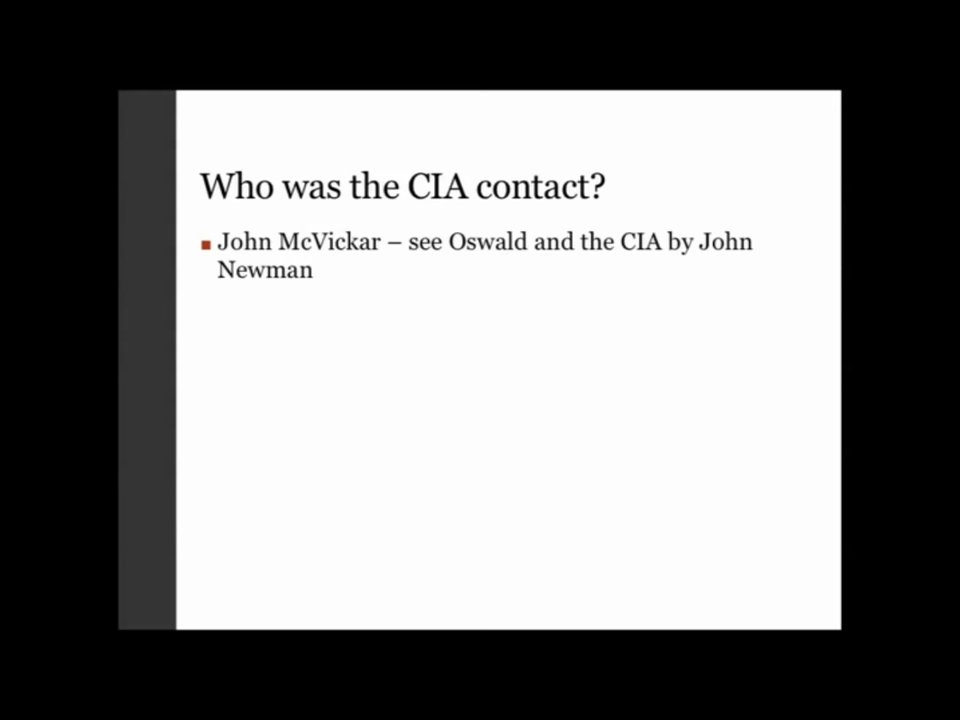 Who was the CIA contact?
John McVickar – see Oswald and the CIA by John
Newman